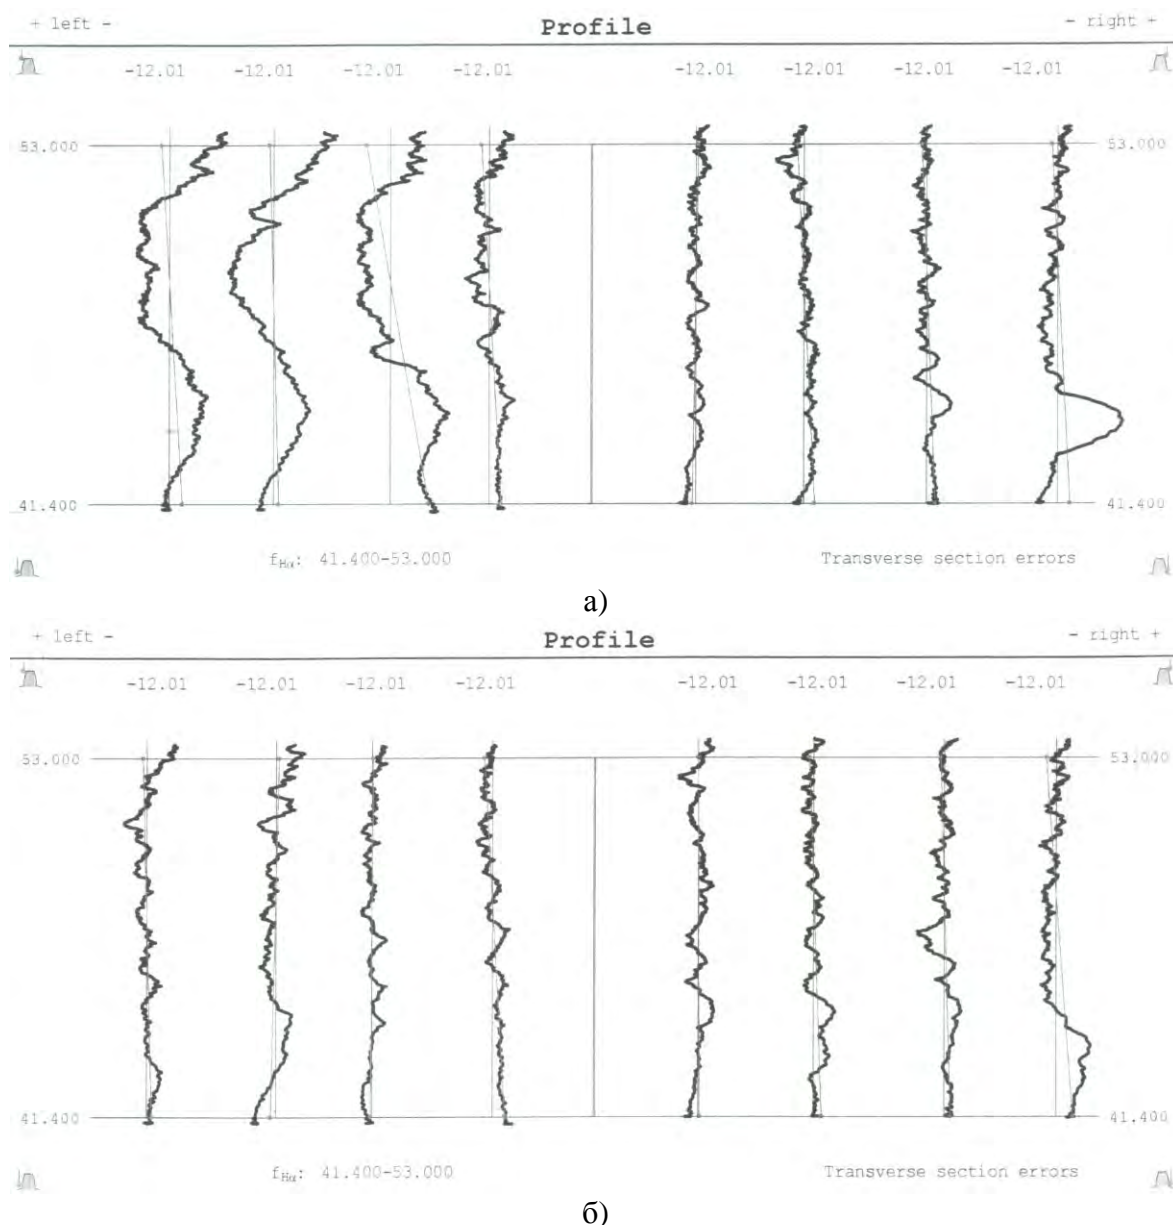 + left - Profile - right +
-12.01 -12.01 -12.01 -12.01 -12.01 -12.01 -12.01 -12.01
53.000 53.000
41.400 41.400
fHα: 41.400-53.000 Transverse section errors
а)
+ left - Profile - right +
-12.01 -12.01 -12.01 -12.01 -12.01 -12.01 -12.01 -12.01
53.000 53.000
41.400 41.400
fHα: 41.400-53.000 Transverse section errors
б)